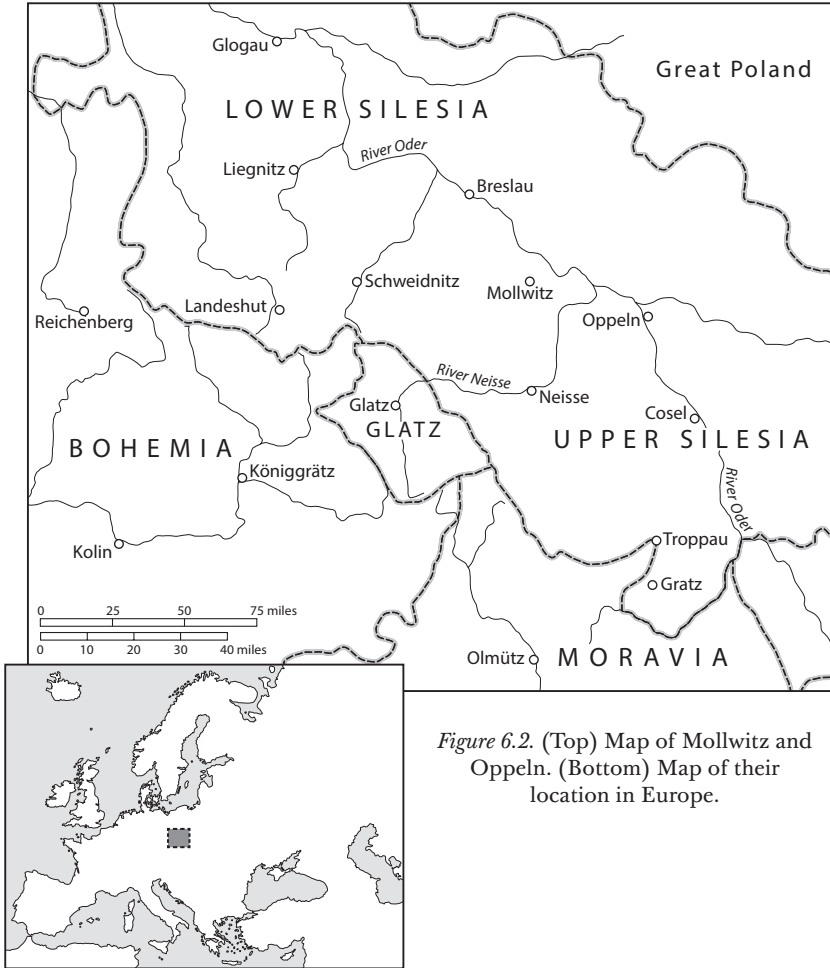 Glogau
Great Poland
LOWER SILESIA
River Oder
Liegnitz
Breslau
Schweidnitz
Mollwitz
Landeshut
Reichenberg
Oppeln
River Neisse
Neisse
Glatz
GLATZ
Cosel
BOHEMIA
UPPER SILESIA
Königgrätz
River Oder
Kolin
Troppau
Gratz
0 25 50 75 miles
0 10 20 30 40 miles
Olmütz
MORAVIA
Figure 6.2. (Top) Map of Mollwitz and
Oppeln. (Bottom) Map of their
location in Europe.